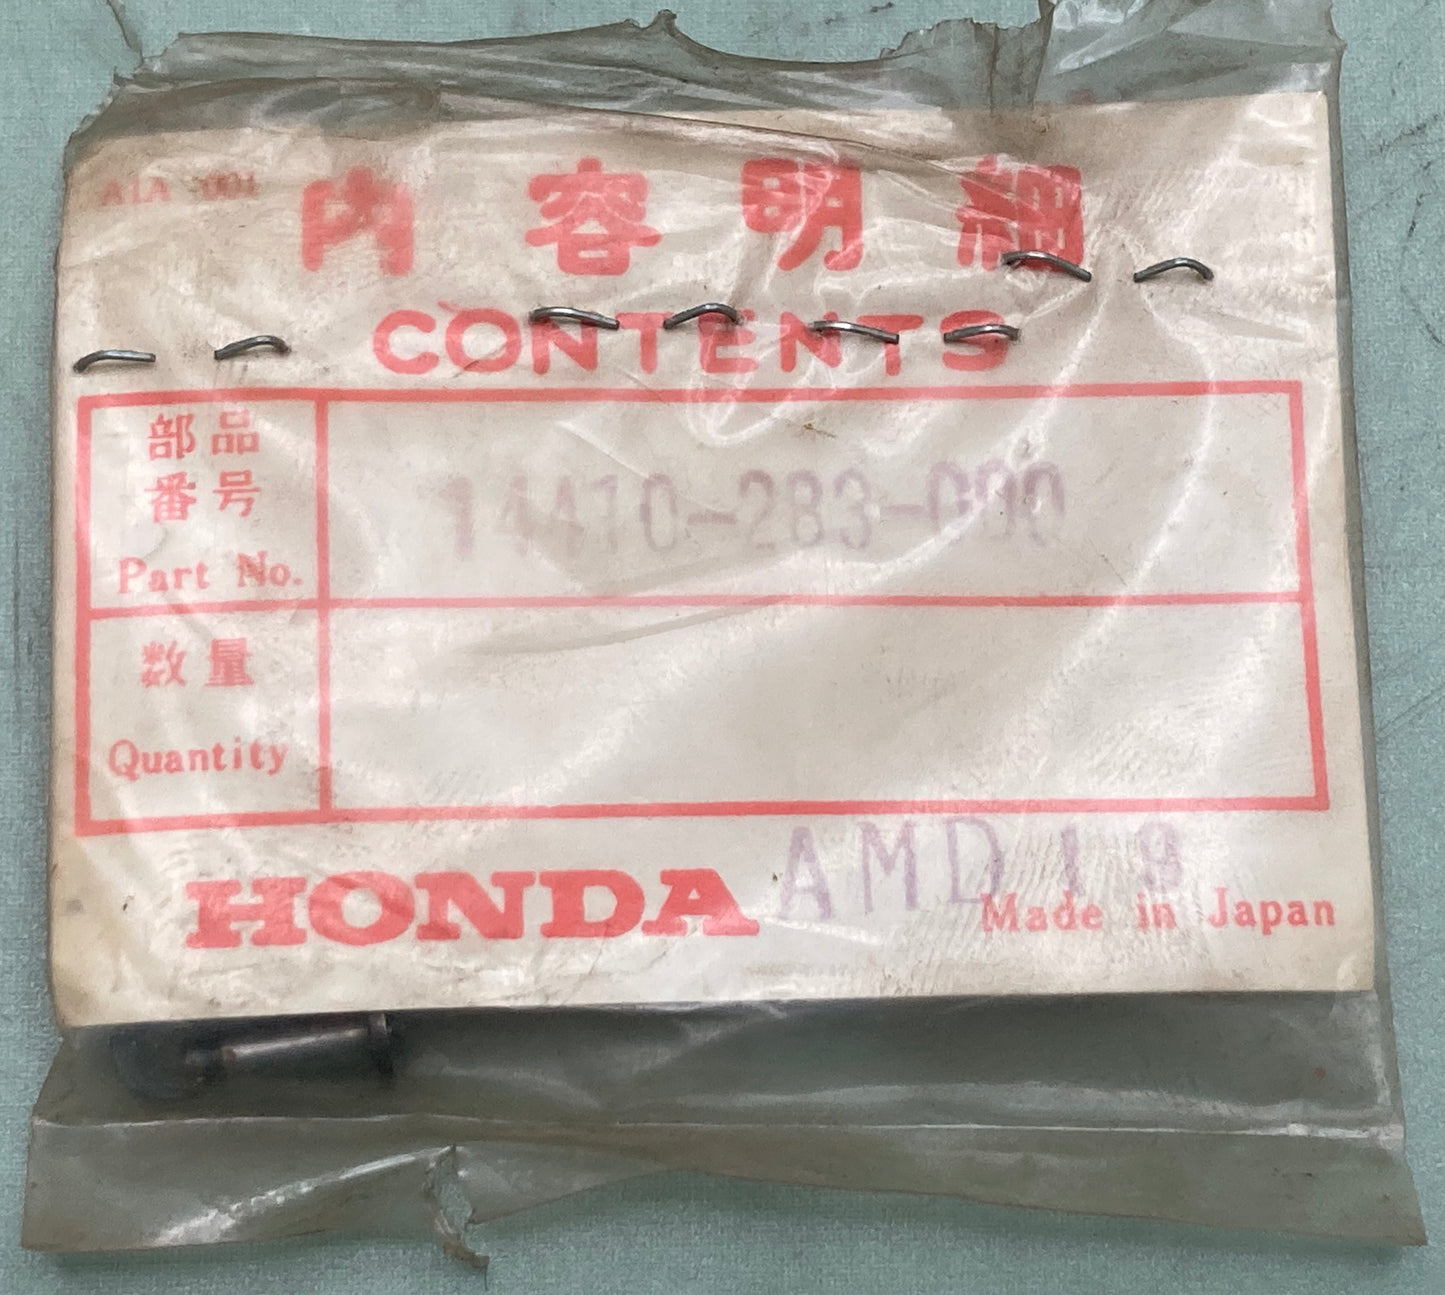 A1A 1001
内容明細
CONTENTS
部品
番号
Part No.
14410-283-000
数量
Quantity
HONDA
AMD19
Made in Japan